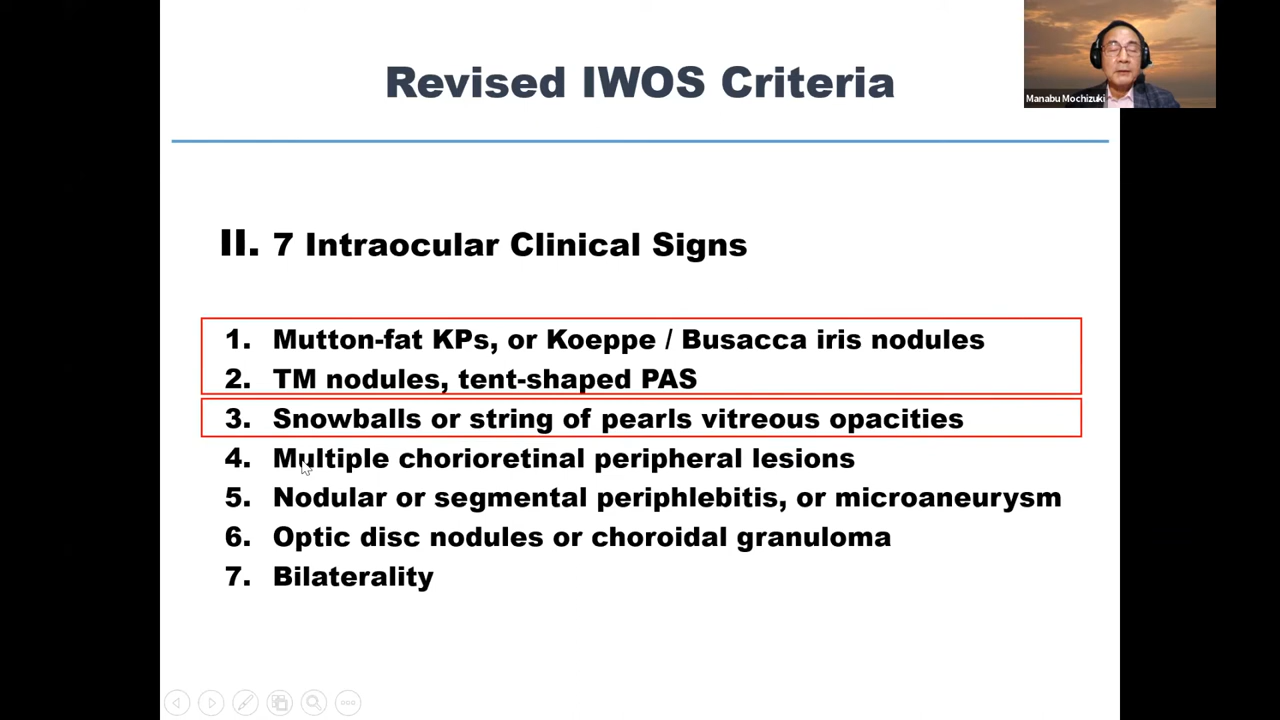 Revised IWOS Criteria
Manabu Mochizuki
II. 7 Intraocular Clinical Signs
1. Mutton-fat KPs, or Koeppe / Busacca iris nodules
2. TM nodules, tent-shaped PAS
3. Snowballs or string of pearls vitreous opacities
4. Multiple chorioretinal peripheral lesions
5. Nodular or segmental periphlebitis, or microaneurysm
6. Optic disc nodules or choroidal granuloma
7. Bilaterality